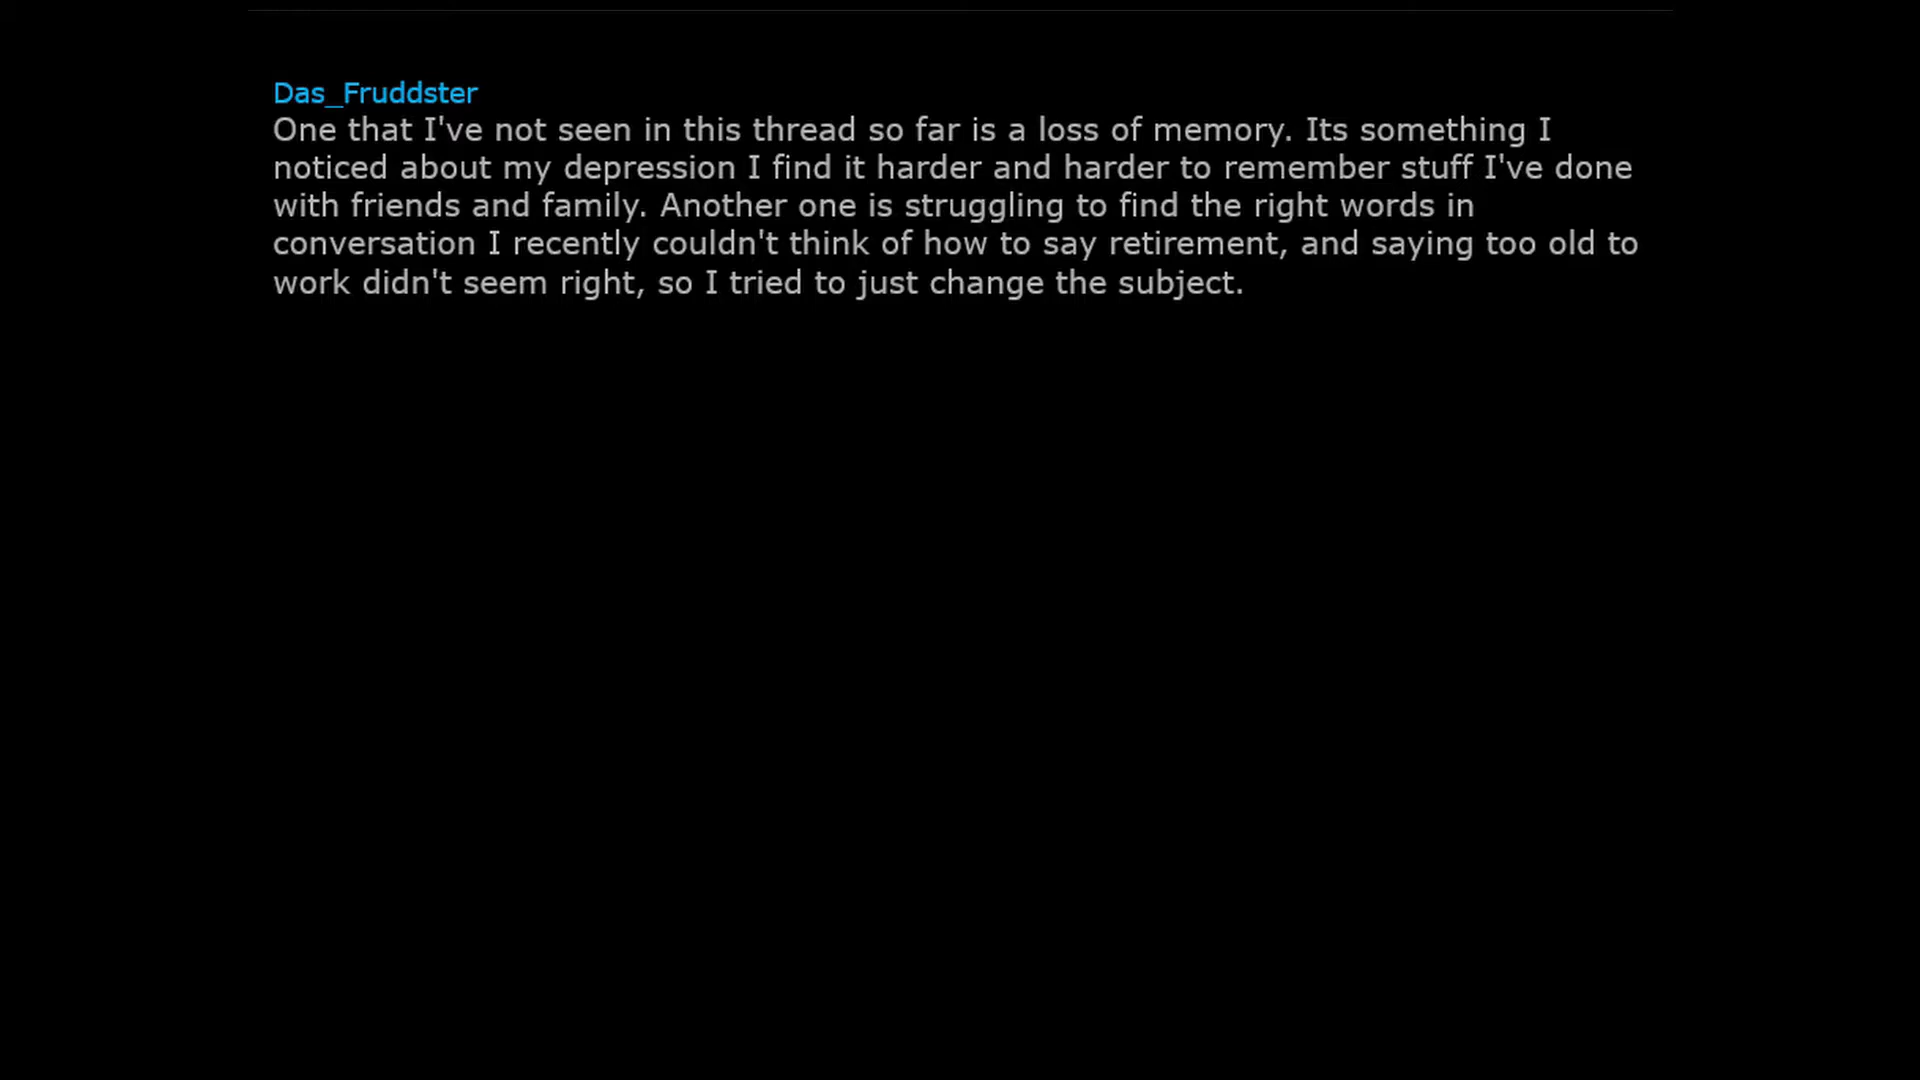 Das_Fruddster
One that I've not seen in this thread so far is a loss of memory. Its something I
noticed about my depression I find it harder and harder to remember stuff I've done
with friends and family. Another one is struggling to find the right words in
conversation I recently couldn't think of how to say retirement, and saying too old to
work didn't seem right, so I tried to just change the subject.